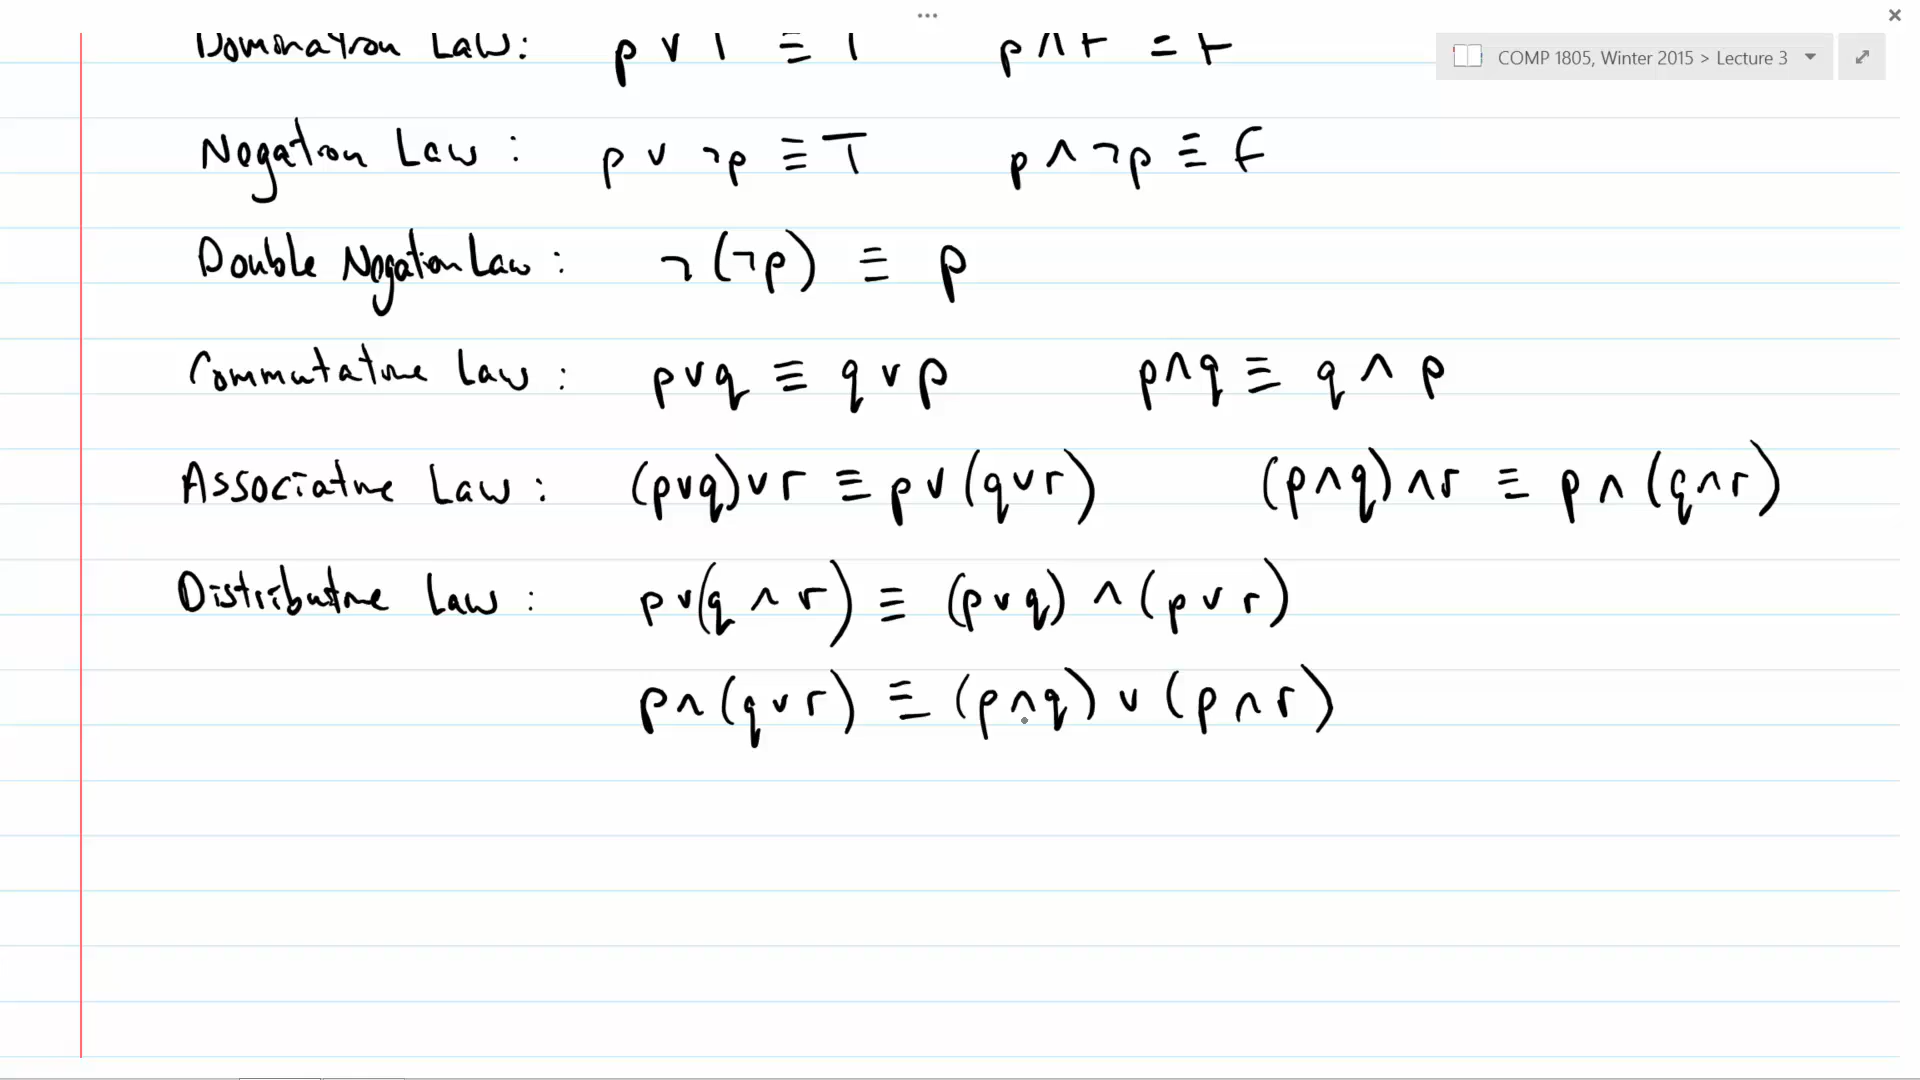 Domination Law: p ∨ T ≡ T p ∧ F ≡ F
COMP 1805, Winter 2015 > Lecture 3
Negation Law : p ∨ ¬p ≡ T p ∧ ¬p ≡ F
Double Negation Law : ¬(¬p) ≡ p
Commutative Law : p∨q ≡ q ∨ p p∧q ≡ q ∧ p
Associative Law : (p∨q)∨r ≡ p∨(q∨r) (p∧q)∧r ≡ p∧(q∧r)
Distributive Law : p∨(q ∧ r) ≡ (p∨q) ∧ (p∨r)
p∧(q∨r) ≡ (p∧q) ∨ (p∧r)